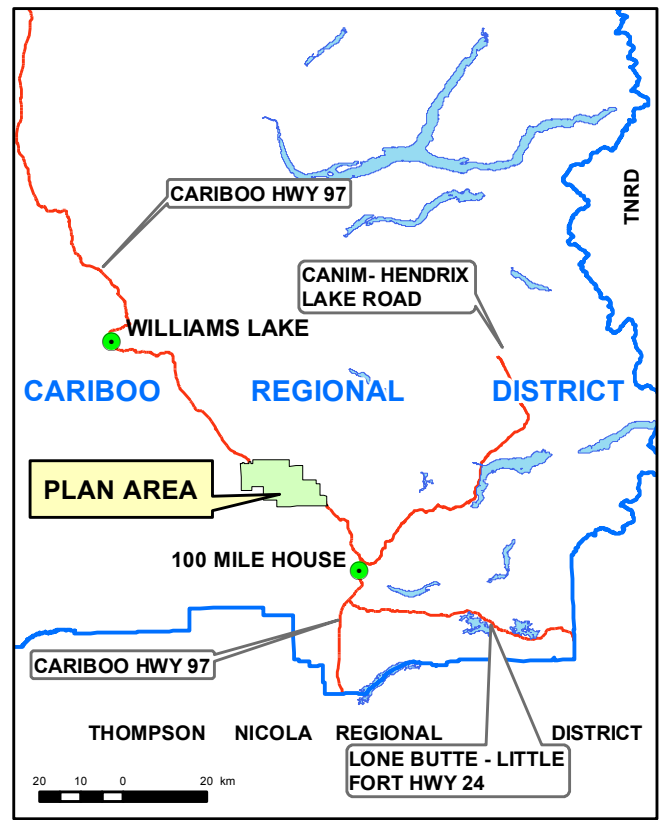 CARIBOO HWY 97
TNRD
CANIM- HENDRIX
LAKE ROAD
WILLIAMS LAKE
CARIBOO REGIONAL DISTRICT
PLAN AREA
100 MILE HOUSE
CARIBOO HWY 97
THOMPSON NICOLA REGIONAL DISTRICT
LONE BUTTE - LITTLE
FORT HWY 24
20 10 0 20 km